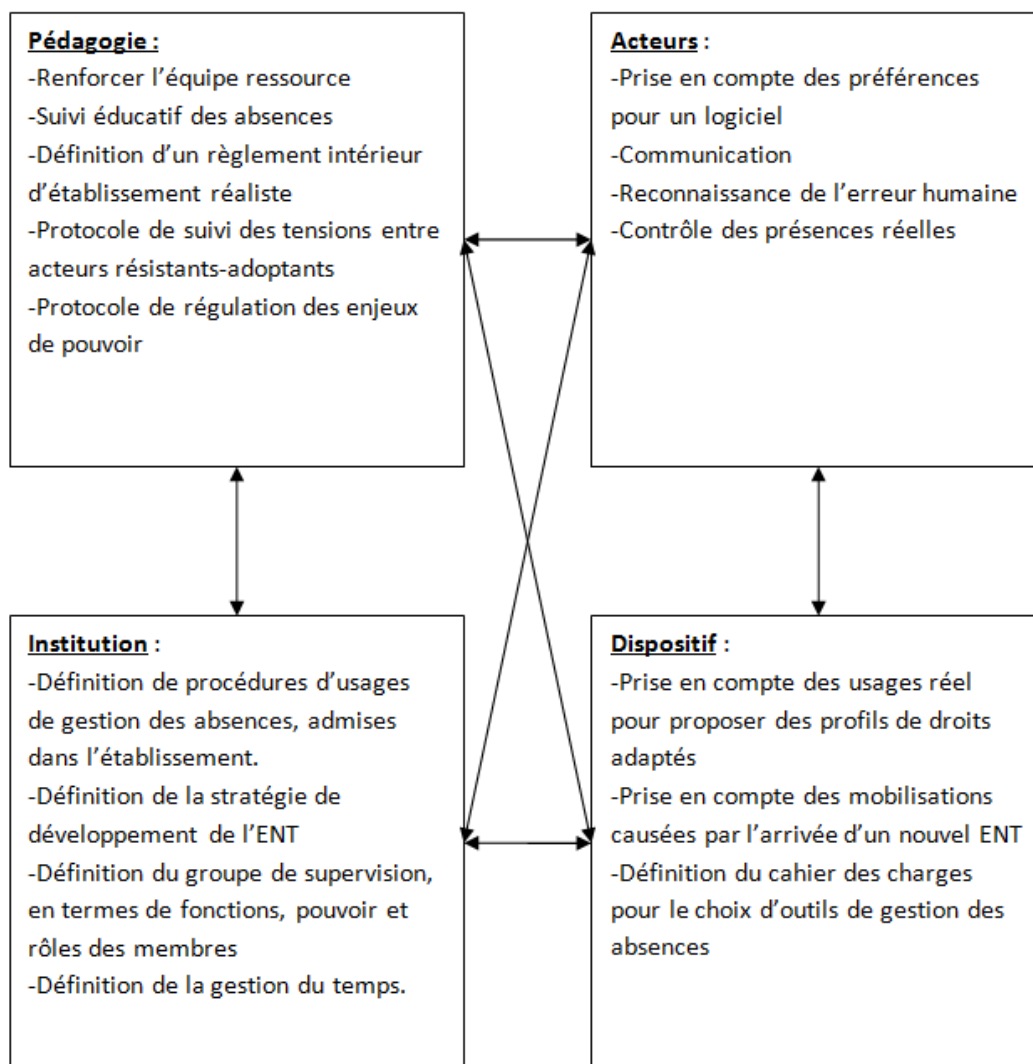 Pédagogie :
-Renforcer l’équipe ressource
-Suivi éducatif des absences
-Définition d’un règlement intérieur
d’établissement réaliste
-Protocole de suivi des tensions entre
acteurs résistants-adoptants
-Protocole de régulation des enjeux
de pouvoir
Acteurs :
-Prise en compte des préférences
pour un logiciel
-Communication
-Reconnaissance de l’erreur humaine
-Contrôle des présences réelles
Institution :
-Définition de procédures d’usages
de gestion des absences, admises
dans l’établissement.
-Définition de la stratégie de
développement de l’ENT
-Définition du groupe de supervision,
en termes de fonctions, pouvoir et
rôles des membres
-Définition de la gestion du temps.
Dispositif :
-Prise en compte des usages réel
pour proposer des profils de droits
adaptés
-Prise en compte des mobilisations
causées par l’arrivée d’un nouvel ENT
-Définition du cahier des charges
pour le choix d’outils de gestion des
absences